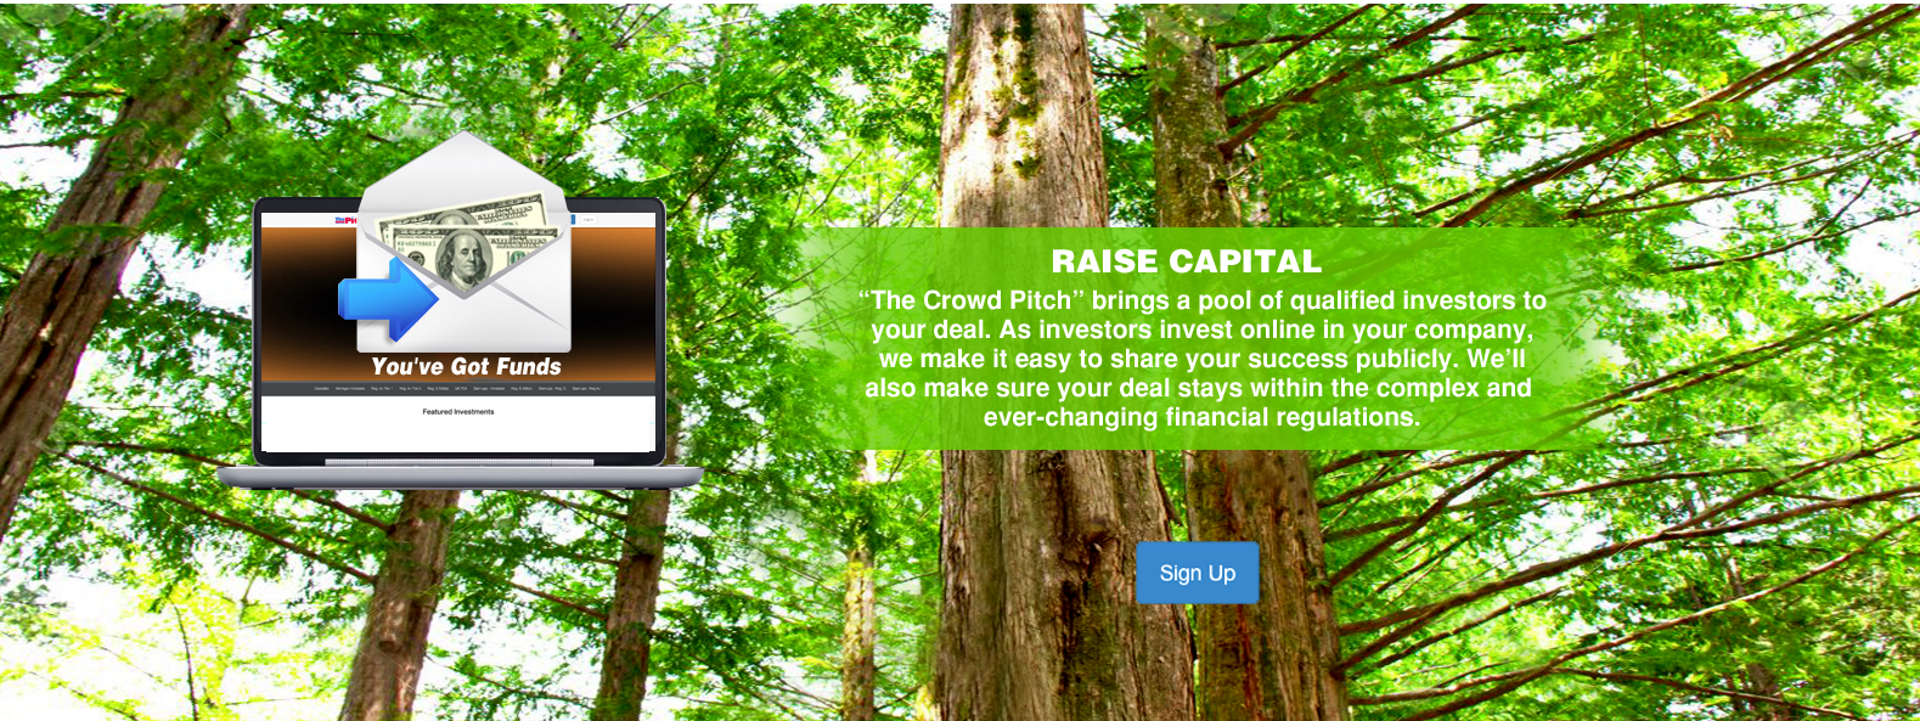 You've Got Funds
Featured Investments
RAISE CAPITAL
“The Crowd Pitch” brings a pool of qualified investors to
your deal. As investors invest online in your company,
we make it easy to share your success publicly. We’ll
also make sure your deal stays within the complex and
ever-changing financial regulations.
Sign Up